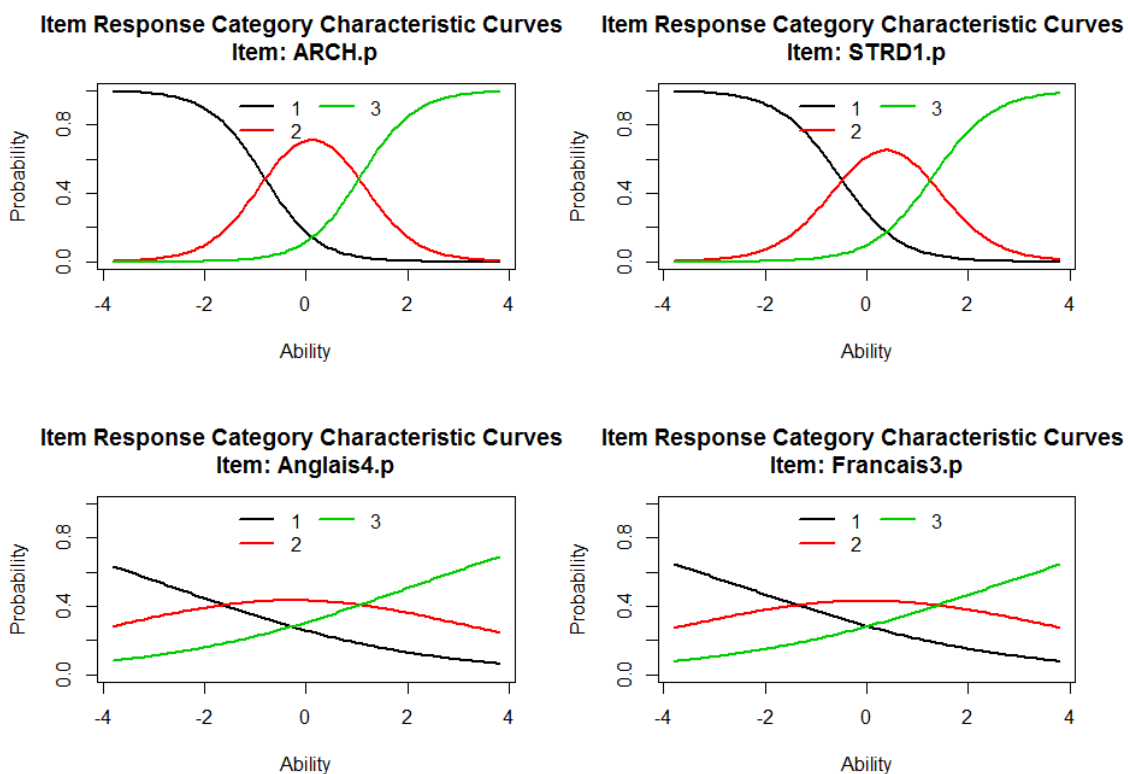 Item Response Category Characteristic Curves
Item: ARCH.p
1 3
2
Probability
0.0 0.4 0.8
-4 -2 0 2 4
Ability
Item Response Category Characteristic Curves
Item: STRD1.p
1 3
2
Probability
0.0 0.4 0.8
-4 -2 0 2 4
Ability
Item Response Category Characteristic Curves
Item: Anglais4.p
1 3
2
Probability
0.0 0.4 0.8
-4 -2 0 2 4
Ability
Item Response Category Characteristic Curves
Item: Francais3.p
1 3
2
Probability
0.0 0.4 0.8
-4 -2 0 2 4
Ability